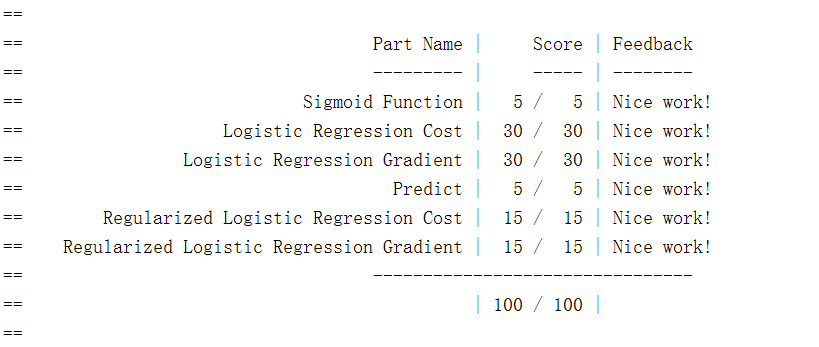 ==
== Part Name | Score | Feedback
== --------- | ----- | --------
== Sigmoid Function | 5 / 5 | Nice work!
== Logistic Regression Cost | 30 / 30 | Nice work!
== Logistic Regression Gradient | 30 / 30 | Nice work!
== Predict | 5 / 5 | Nice work!
== Regularized Logistic Regression Cost | 15 / 15 | Nice work!
== Regularized Logistic Regression Gradient | 15 / 15 | Nice work!
== --------------------------------
== | 100 / 100 |
==